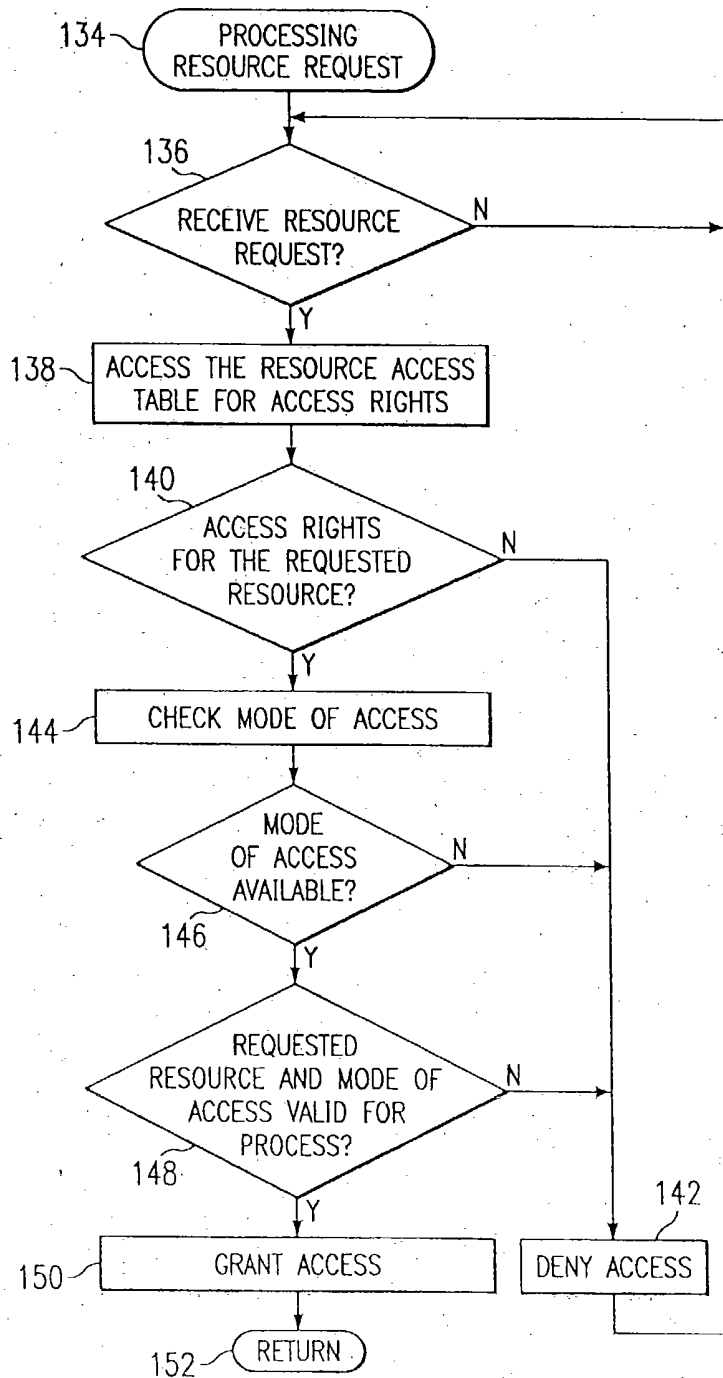 134
PROCESSING
RESOURCE REQUEST
136
RECEIVE RESOURCE
REQUEST?
N
Y
138
ACCESS THE RESOURCE ACCESS
TABLE FOR ACCESS RIGHTS
140
ACCESS RIGHTS
FOR THE REQUESTED
RESOURCE?
N
Y
144
CHECK MODE OF ACCESS
MODE
OF ACCESS
AVAILABLE?
N
146
Y
REQUESTED
RESOURCE AND MODE OF
ACCESS VALID FOR
PROCESS?
N
148
Y
142
150
GRANT ACCESS
DENY ACCESS
152
RETURN